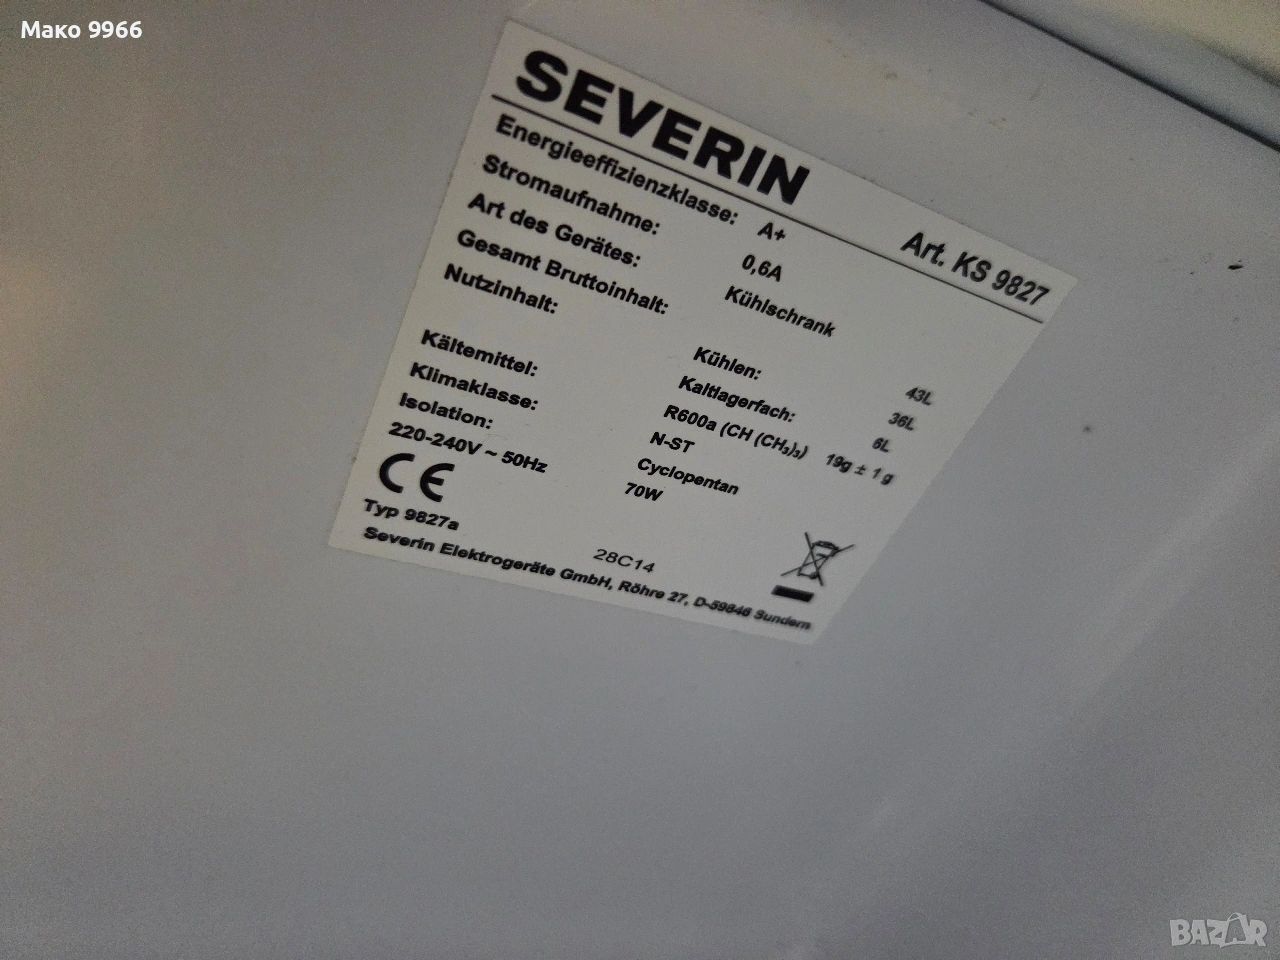 Мако 9966
SEVERIN
Art. KS 9827
Energieeffizienzklasse: A+
Stromaufnahme: 0,6A
Art des Gerätes: Kühlschrank
Gesamt Bruttoinhalt: 43L
Nutzinhalt: Kühlen: 36L
Kaltlagerfach: 6L
Kältemittel: R600a (CH (CH₃)₃) 19g ± 1 g
Klimaklasse: N-ST
Isolation: Cyclopentan
220-240V ~ 50Hz 70W
CE
Typ 9827a
28C14
Severin Elektrogeräte GmbH, Röhre 27, D-59846 Sundern
BAZAR